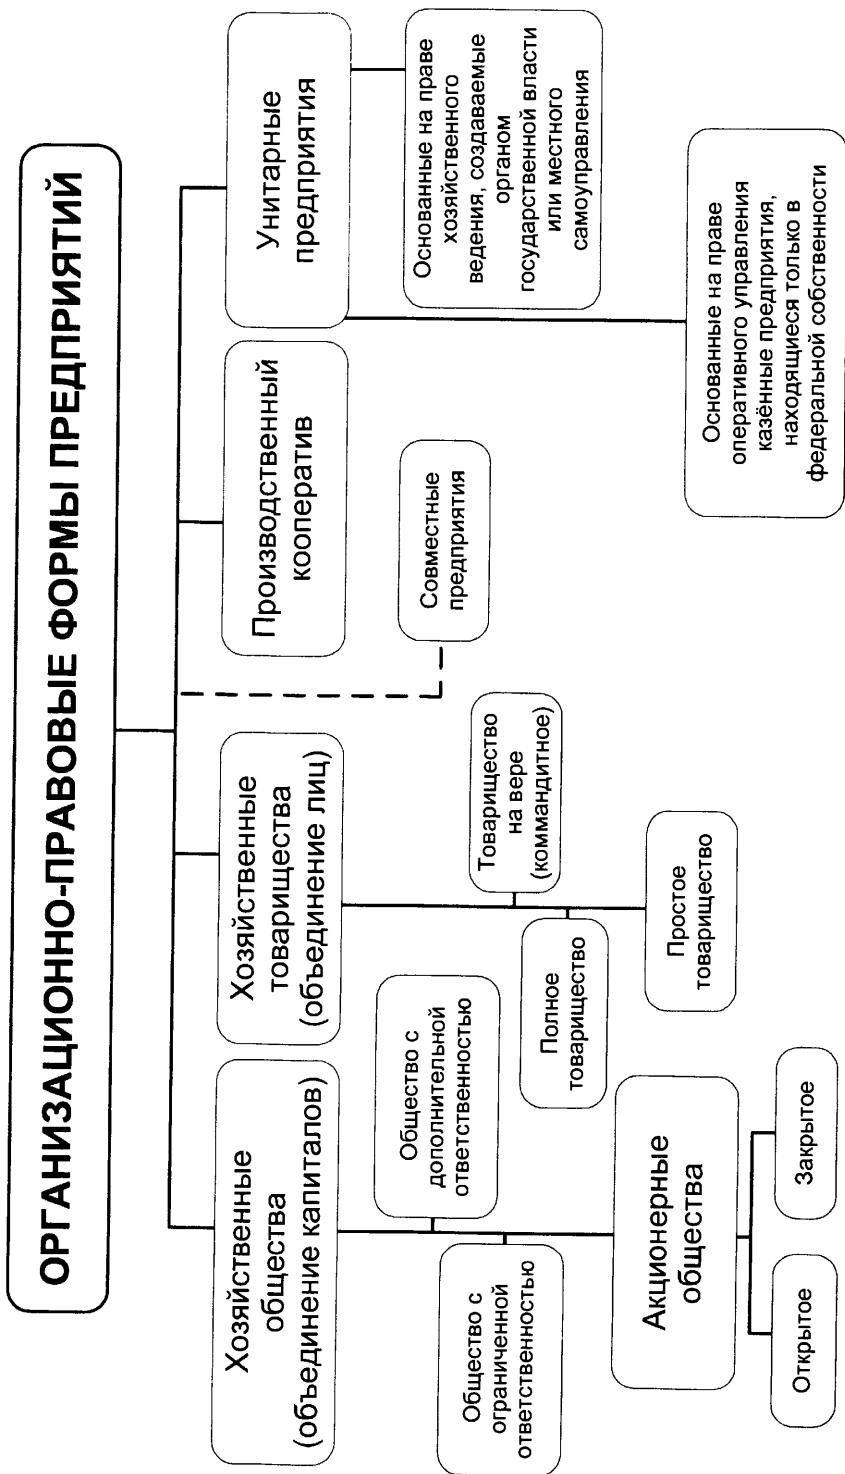 ОРГАНИЗАЦИОННО-ПРАВОВЫЕ ФОРМЫ ПРЕДПРИЯТИЙ
Хозяйственные
общества
(объединение капиталов)
Хозяйственные
товарищества
(объединение лиц)
Производственный
кооператив
Унитарные
предприятия
Общество с
дополнительной
ответственностью
Общество с
ограниченной
ответственностью
Акционерные
общества
Открытое
Закрытое
Товарищество
на вере
(коммандитное)
Полное
товарищество
Простое
товарищество
Совместные
предприятия
Основанные на праве
хозяйственного
ведения, создаваемые
органом
государственной власти
или местного
самоуправления
Основанные на праве
оперативного управления
казённые предприятия,
находящиеся только в
федеральной собственности